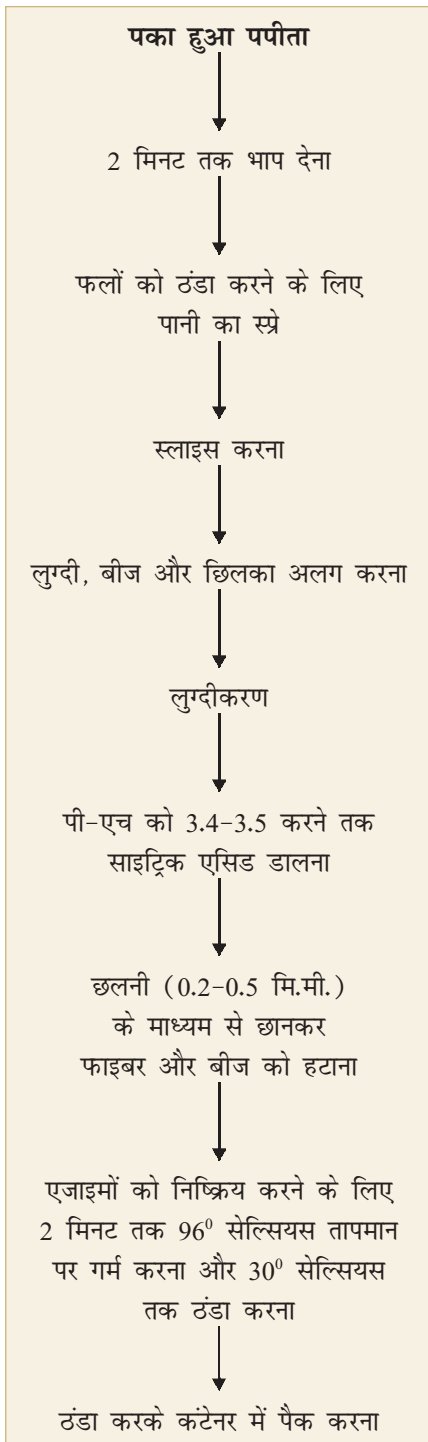 पका हुआ पपीता
2 मिनट तक भाप देना
फलों को ठंडा करने के लिए
पानी का स्प्रे
स्लाइस करना
लुग्दी, बीज और छिलका अलग करना
लुग्दीकरण
पी-एच को 3.4-3.5 करने तक
साइट्रिक एसिड डालना
छलनी (0.2-0.5 मि.मी.)
के माध्यम से छानकर
फाइबर और बीज को हटाना
एजाइमों को निष्क्रिय करने के लिए
2 मिनट तक 96⁰ सेल्सियस तापमान
पर गर्म करना और 30⁰ सेल्सियस
तक ठंडा करना
ठंडा करके कंटेनर में पैक करना